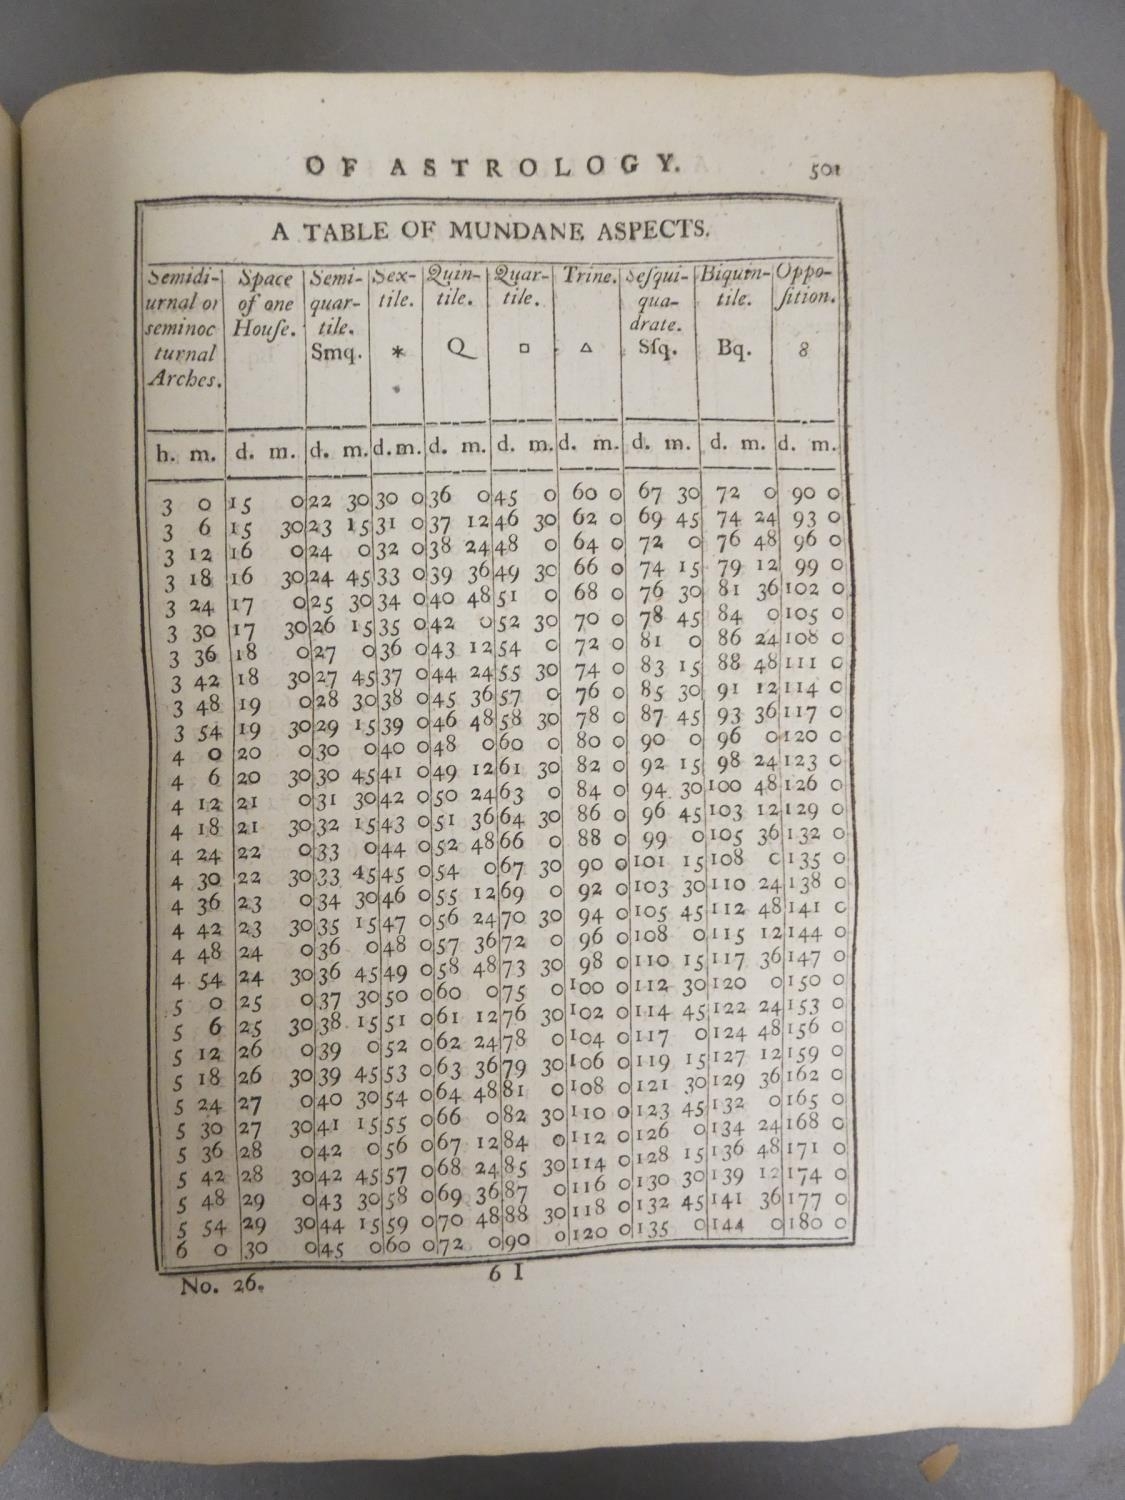 OF ASTROLOGY. 501
A TABLE OF MUNDANE ASPECTS.
Semidi- Space Semi- Sex- Quin- Quar- Trine. Seſqui- Biquin- Oppo-
urnal or of one quar- tile. tile. tile. qua- tile. ſition.
seminoc Houſe. tile. drate.
turnal Smq. * Q □ △ Sſq. Bq. 8
Arches.
h. m. d. m. d. m. d. m. d. m. d. m. d. m. d. m. d. m. d. m.
3 0 15 0 22 30 30 0 36 0 45 0 60 0 67 30 72 0 90 0
3 6 15 30 23 15 31 0 37 12 46 30 62 0 69 45 74 24 93 0
3 12 16 0 24 0 32 0 38 24 48 0 64 0 72 0 76 48 96 0
3 18 16 30 24 45 33 0 39 36 49 30 66 0 74 15 79 12 99 0
3 24 17 0 25 30 34 0 40 48 51 0 68 0 76 30 81 36 102 0
3 30 17 30 26 15 35 0 42 0 52 30 70 0 78 45 84 0 105 0
3 36 18 0 27 0 36 0 43 12 54 0 72 0 81 0 86 24 108 0
3 42 18 30 27 45 37 0 44 24 55 30 74 0 83 15 88 48 111 0
3 48 19 0 28 30 38 0 45 36 57 0 76 0 85 30 91 12 114 0
3 54 19 30 29 15 39 0 46 48 58 30 78 0 87 45 93 36 117 0
4 0 20 0 30 0 40 0 48 0 60 0 80 0 90 0 96 0 120 0
4 6 20 30 30 45 41 0 49 12 61 30 82 0 92 15 98 24 123 0
4 12 21 0 31 30 42 0 50 24 63 0 84 0 94 30 100 48 126 0
4 18 21 30 32 15 43 0 51 36 64 30 86 0 96 45 103 12 129 0
4 24 22 0 33 0 44 0 52 48 66 0 88 0 99 0 105 36 132 0
4 30 22 30 33 45 45 0 54 0 67 30 90 0 101 15 108 0 135 0
4 36 23 0 34 30 46 0 55 12 69 0 92 0 103 30 110 24 138 0
4 42 23 30 35 15 47 0 56 24 70 30 94 0 105 45 112 48 141 0
4 48 24 0 36 0 48 0 57 36 72 0 96 0 108 0 115 12 144 0
4 54 24 30 36 45 49 0 58 48 73 30 98 0 110 15 117 36 147 0
5 0 25 0 37 30 50 0 60 0 75 0 100 0 112 30 120 0 150 0
5 6 25 30 38 15 51 0 61 12 76 30 102 0 114 45 122 24 153 0
5 12 26 0 39 0 52 0 62 24 78 0 104 0 117 0 124 48 156 0
5 18 26 30 39 45 53 0 63 36 79 30 106 0 119 15 127 12 159 0
5 24 27 0 40 30 54 0 64 48 81 0 108 0 121 30 129 36 162 0
5 30 27 30 41 15 55 0 66 0 82 30 110 0 123 45 132 0 165 0
5 36 28 0 42 0 56 0 67 12 84 0 112 0 126 0 134 24 168 0
5 42 28 30 42 45 57 0 68 24 85 30 114 0 128 15 136 48 171 0
5 48 29 0 43 30 58 0 69 36 87 0 116 0 130 30 139 12 174 0
5 54 29 30 44 15 59 0 70 48 88 30 118 0 132 45 141 36 177 0
6 0 30 0 45 0 60 0 72 0 90 0 120 0 135 0 144 0 180 0
No. 26. 6 I